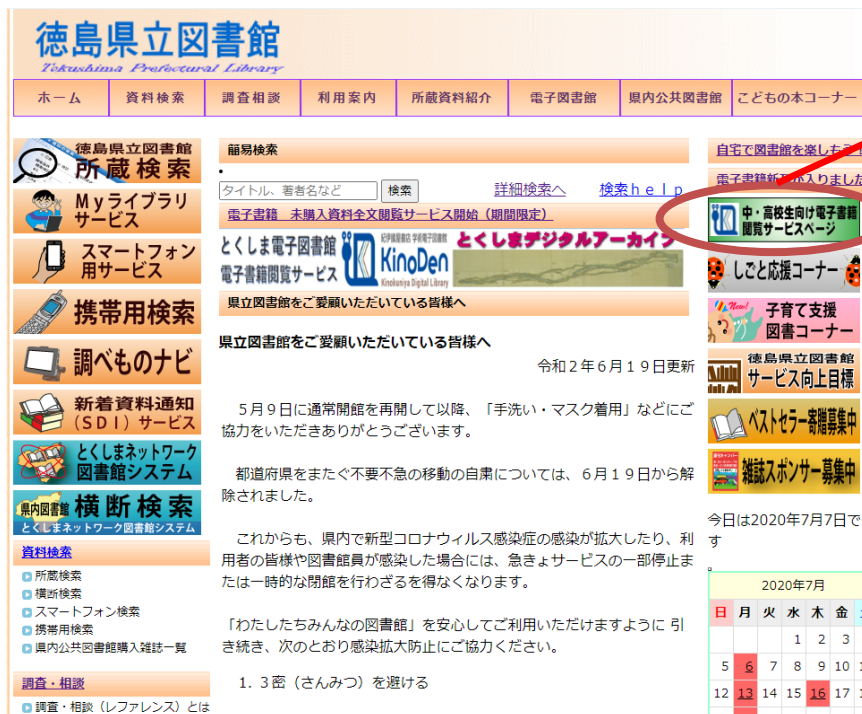 徳島県立図書館
Tokushima Prefectural Library
ホーム 資料検索 調査相談 利用案内 所蔵資料紹介 電子図書館 県内公共図書館 こどもの本コーナー
徳島県立図書館
所蔵検索
Myライブラリ
サービス
スマートフォン
用サービス
携帯用検索
調べものナビ
新着資料通知
(SDI) サービス
とくしまネットワーク
図書館システム
県内図書館 横断検索
とくしまネットワーク図書館システム
資料検索
所蔵検索
横断検索
スマートフォン検索
携帯用検索
県内公共図書館購入雑誌一覧
調査・相談
調査・相談（レファレンス）とは
簡易検索
タイトル、著者名など 検索 詳細検索へ 検索ｈｅｌｐ
電子書籍　未購入資料全文閲覧サービス開始（期間限定）
とくしま電子図書館
電子書籍閲覧サービス
紀伊國屋書店 学術電子図書館
KinoDen
Kinokuniya Digital Library
とくしまデジタルアーカイブ
県立図書館をご愛顧いただいている皆様へ
県立図書館をご愛顧いただいている皆様へ
令和２年６月１９日更新
５月９日に通常開館を再開して以降、「手洗い・マスク着用」などにご
協力をいただきありがとうございます。
都道府県をまたぐ不要不急の移動の自粛については、６月１９日から解
除されました。
これからも、県内で新型コロナウィルス感染症の感染が拡大したり、利
用者の皆様や図書館員が感染した場合には、急きょサービスの一部停止ま
たは一時的な閉館を行わざるを得なくなります。
「わたしたちみんなの図書館」を安心してご利用いただけますように 引
き続き、次のとおり感染拡大防止にご協力ください。
1. ３密（さんみつ）を避ける
自宅で図書館を楽しもう
電子書籍新刊が入りました
中・高校生向け電子書籍
閲覧サービスページ
しごと応援コーナー
New! 子育て支援
図書コーナー
徳島県立図書館
サービス向上目標
ベストセラー寄贈募集中
雑誌スポンサー募集中
今日は2020年7月7日で
す
2020年7月
日 月 火 水 木 金
1 2 3
5 6 7 8 9 10
12 13 14 15 16 17